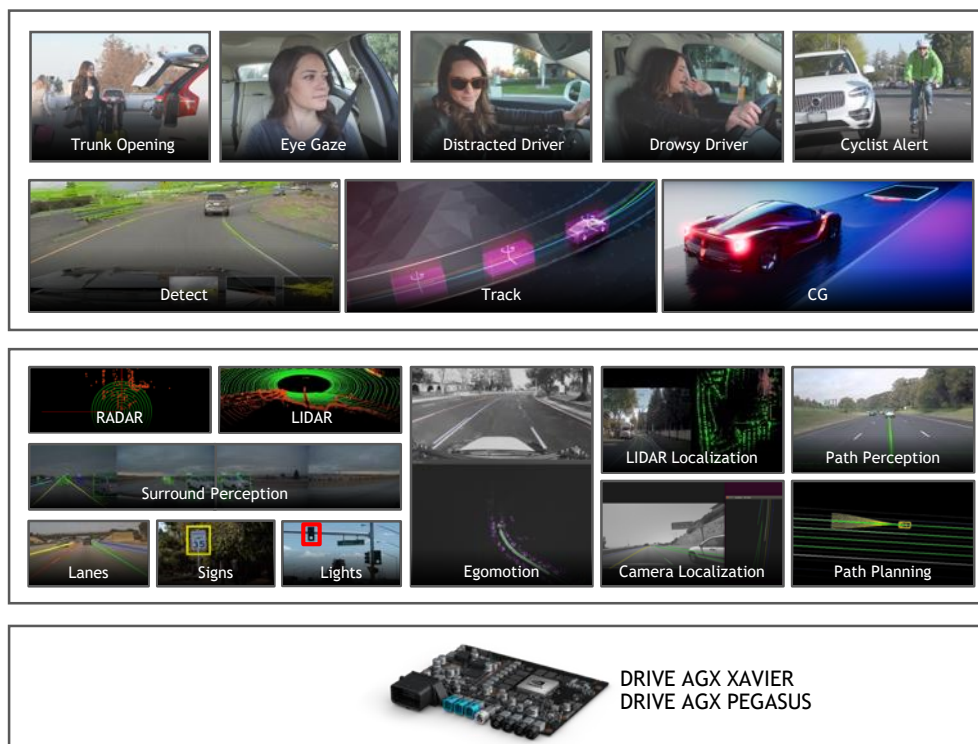 Trunk Opening
Eye Gaze
Distracted Driver
Drowsy Driver
Cyclist Alert
Detect
Track
CG
RADAR
LIDAR
LIDAR Localization
Path Perception
Surround Perception
Lanes
Signs
Lights
Egomotion
Camera Localization
Path Planning
DRIVE AGX XAVIER
DRIVE AGX PEGASUS